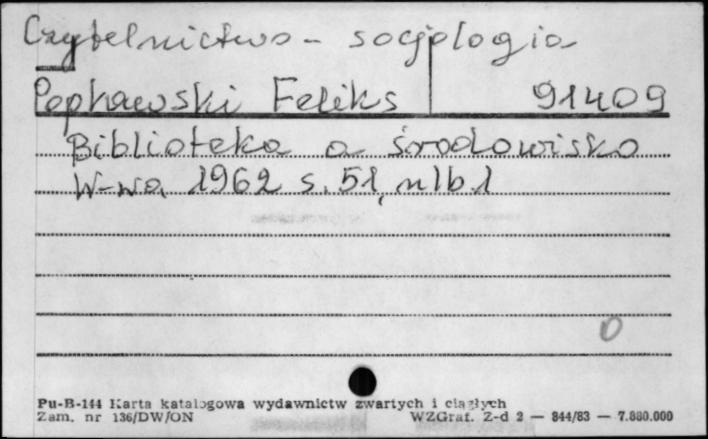 Czytelnictwo - socjologia
Popławski Feliks 91409
Biblioteka a środowisko
W-wa 1962 s. 51, nlb. 1
0
Pu-B-144 Karta katalogowa wydawnictw zwartych i ciągłych
Zam. nr 136/DW/ON WZGraf. Z-d 2 — 844/83 — 7.880.000